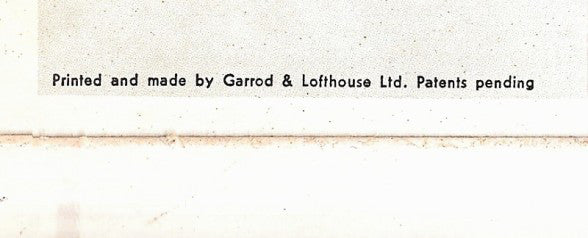 Printed and made by Garrod & Lofthouse Ltd. Patents pending